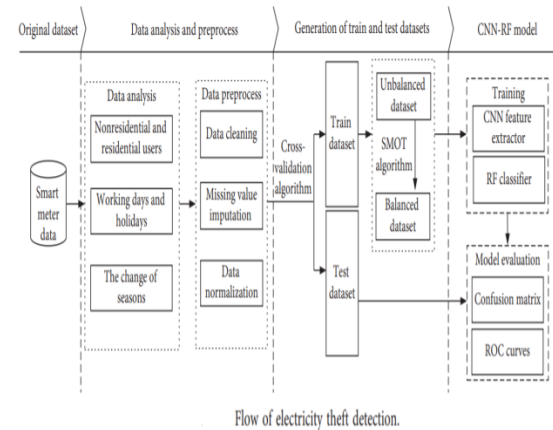 Original dataset
Data analysis and preprocess
Generation of train and test datasets
CNN-RF model
Smart
meter
data
Data analysis
Nonresidential and
residential users
Working days and
holidays
The change of
seasons
Data preprocess
Data cleaning
Missing value
imputation
Data
normalization
Cross-
validation
algorithm
Train
dataset
Test
dataset
Unbalanced
dataset
SMOT
algorithm
Balanced
dataset
Training
CNN feature
extractor
RF classifier
Model evaluation
Confusion matrix
ROC curves
Flow of electricity theft detection.